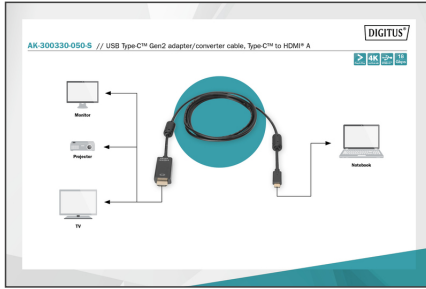 DIGITUS®
AK-300330-050-S // USB Type-C™ Gen2 adapter/converter cable, Type-C™ to HDMI® A
4K
Monitor
Projector
TV
Notebook